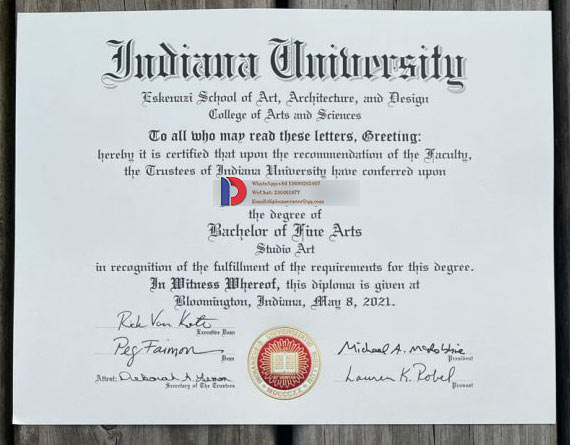 Indiana University
Eskenazi School of Art, Architecture, and Design
College of Arts and Sciences
To all who may read these letters, Greeting:
hereby it is certified that upon the recommendation of the Faculty,
the Trustees of Indiana University have conferred upon
the degree of
Bachelor of Fine Arts
Studio Art
in recognition of the fulfillment of the requirements for this degree.
In Witness Whereof, this diploma is given at
Bloomington, Indiana, May 8, 2021.
Executive Dean
Peg Faimon
Dean
Attest:
Secretary of The Trustees
Michael A.
President
Lauren K. Robel
Provost
MDCCCXX